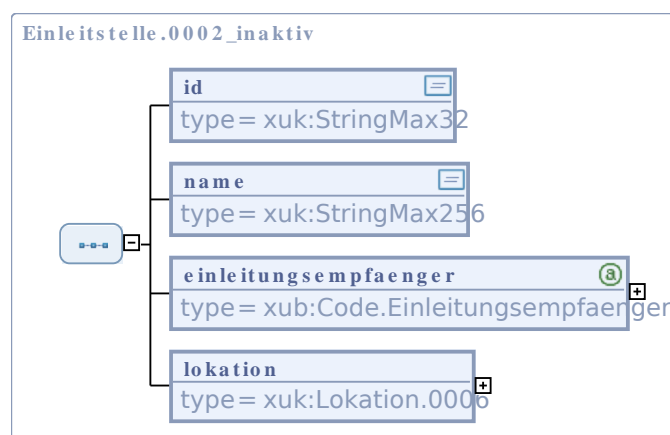 Einleitstelle.0002_inaktiv
id
type= xuk:StringMax32
name
type= xuk:StringMax256
einleitungsempfaenger
a
type= xub:Code.Einleitungsempfaenger
lokation
type= xuk:Lokation.0006